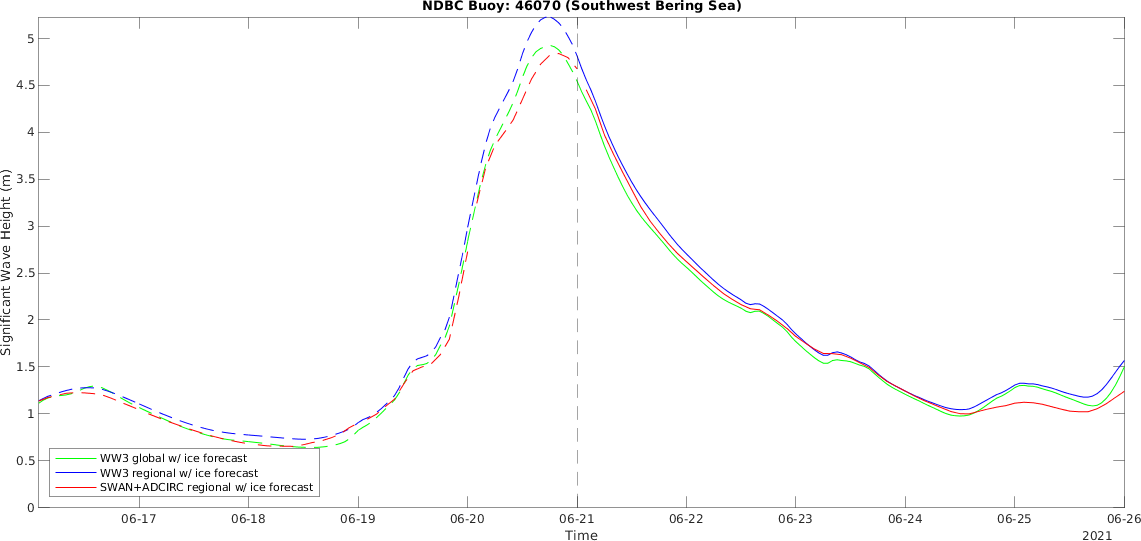 NDBC Buoy: 46070 (Southwest Bering Sea)
Significant Wave Height (m)
5
4.5
4
3.5
3
2.5
2
1.5
1
0.5
0
WW3 global w/ ice forecast
WW3 regional w/ ice forecast
SWAN+ADCIRC regional w/ ice forecast
06-17 06-18 06-19 06-20 06-21 06-22 06-23 06-24 06-25 06-26
Time
2021